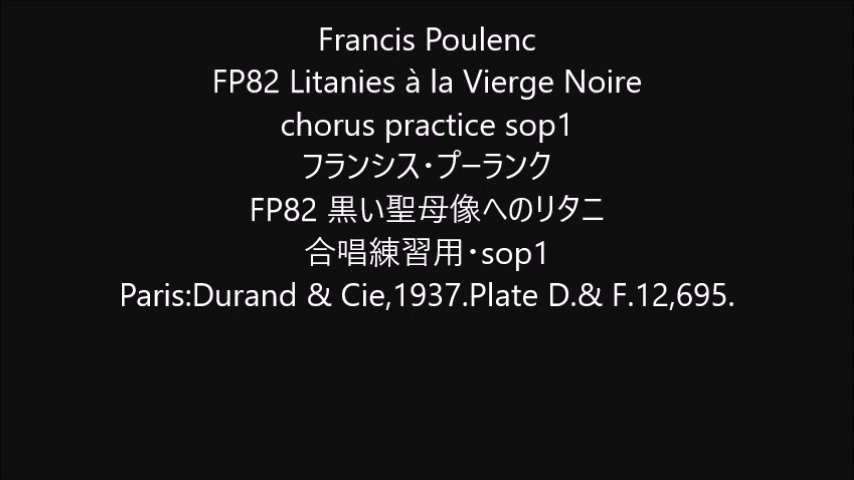 Francis Poulenc
FP82 Litanies à la Vierge Noire
chorus practice sop1
フランシス・プーランク
FP82 黒い聖母像へのリタニ
合唱練習用・sop1
Paris:Durand & Cie,1937.Plate D.& F.12,695.